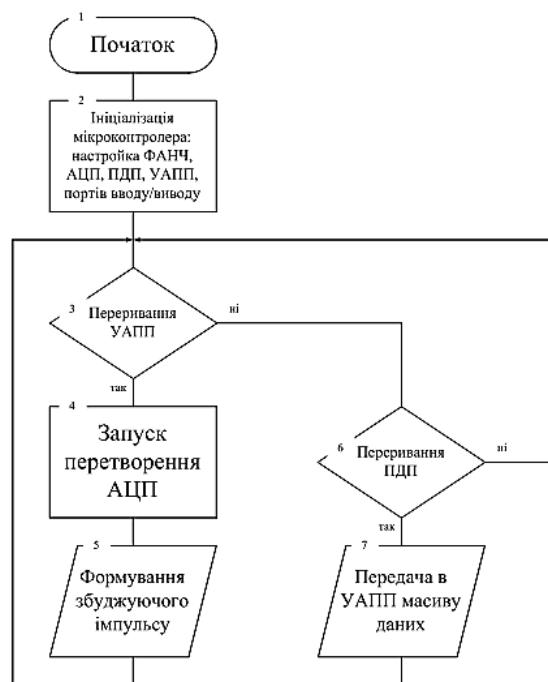 1
Початок
2
Ініціалізація
мікроконтролера:
настройка ФАНЧ,
АЦП, ПДП, УАПП,
портів вводу/виводу
3
Переривання
УАПП
ні
так
4
Запуск
перетворення
АЦП
5
Формування
збуджуючого
імпульсу
6
Переривання
ПДП
ні
так
7
Передача в
УАПП масиву
даних